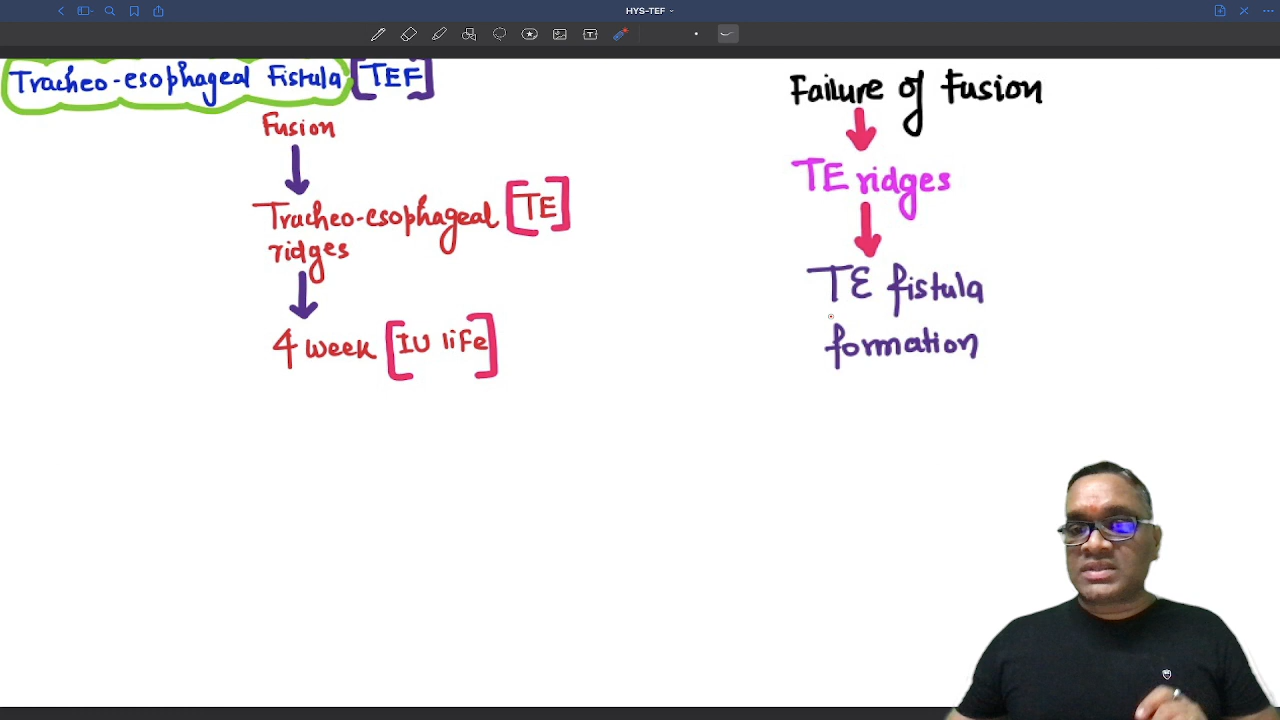 HYS-TEF
Tracheo-esophageal Fistula [TEF]
Fusion
Tracheo-esophageal [TE]
ridges
4 week [IU life]
Failure of fusion
TE ridges
TE fistula
formation